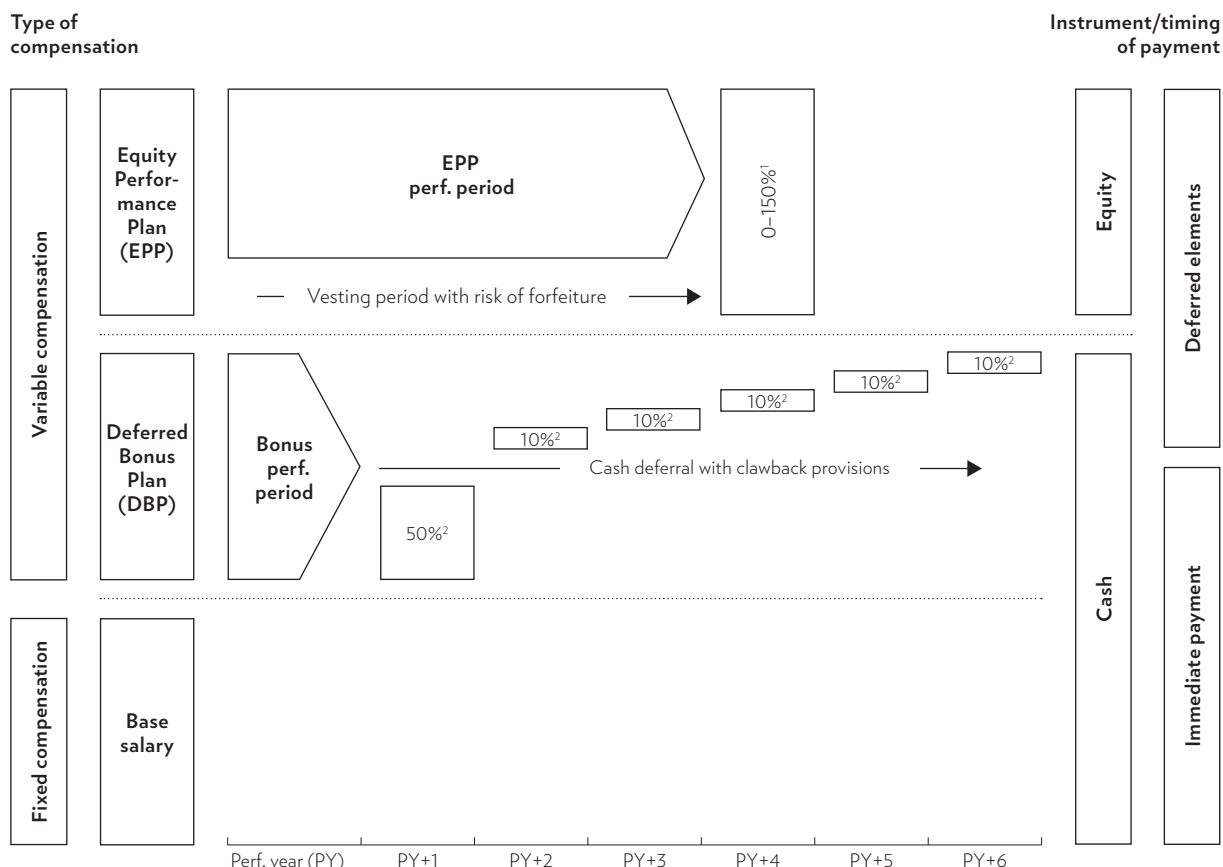 Type of
compensation
Instrument/timing
of payment
Variable compensation
Equity
Perfor-
mance
Plan
(EPP)
EPP
perf. period
0–150%¹
Vesting period with risk of forfeiture
Equity
Deferred elements
Deferred
Bonus
Plan
(DBP)
Bonus
perf.
period
50%²
10%²
10%²
10%²
10%²
10%²
Cash deferral with clawback provisions
Cash
Immediate payment
Fixed compensation
Base
salary
Perf. year (PY)
PY+1
PY+2
PY+3
PY+4
PY+5
PY+6